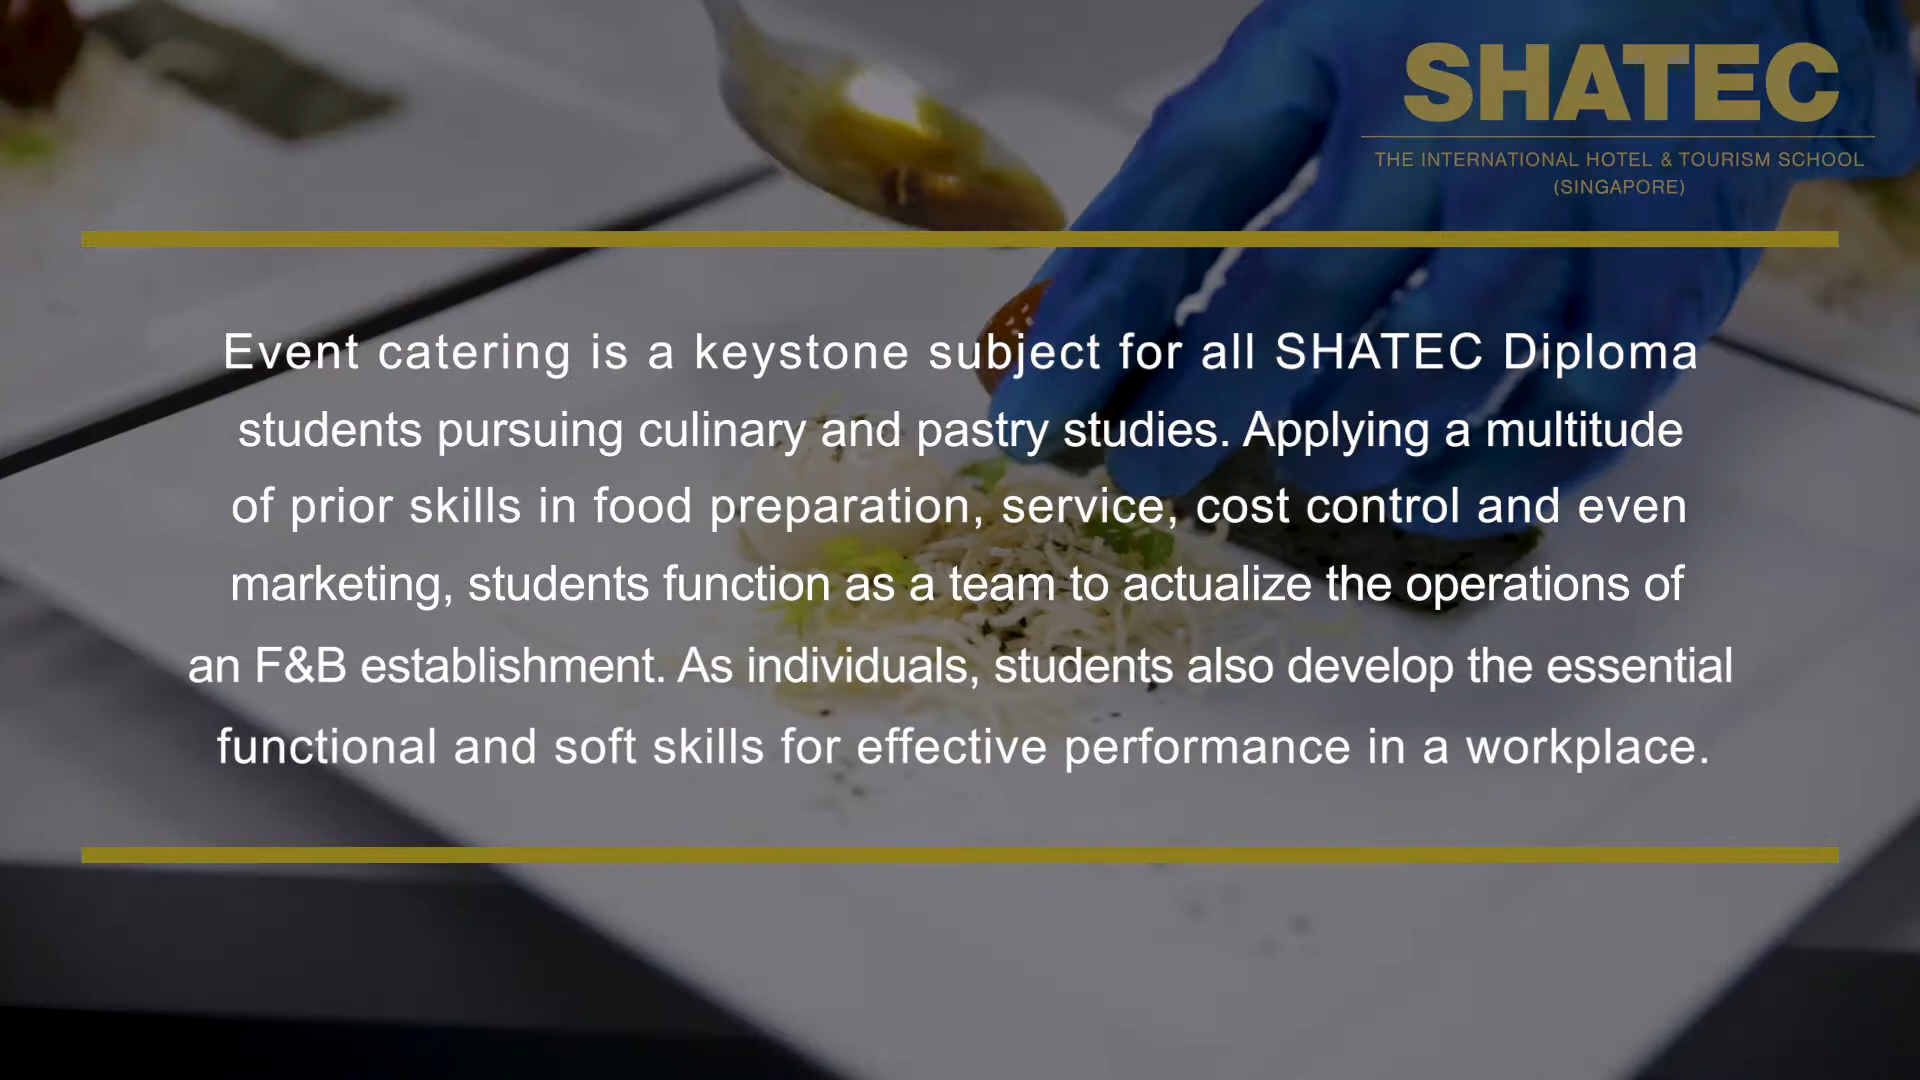 SHATEC
THE INTERNATIONAL HOTEL & TOURISM SCHOOL
(SINGAPORE)
Event catering is a keystone subject for all SHATEC Diploma
students pursuing culinary and pastry studies. Applying a multitude
of prior skills in food preparation, service, cost control and even
marketing, students function as a team to actualize the operations of
an F&B establishment. As individuals, students also develop the essential
functional and soft skills for effective performance in a workplace.